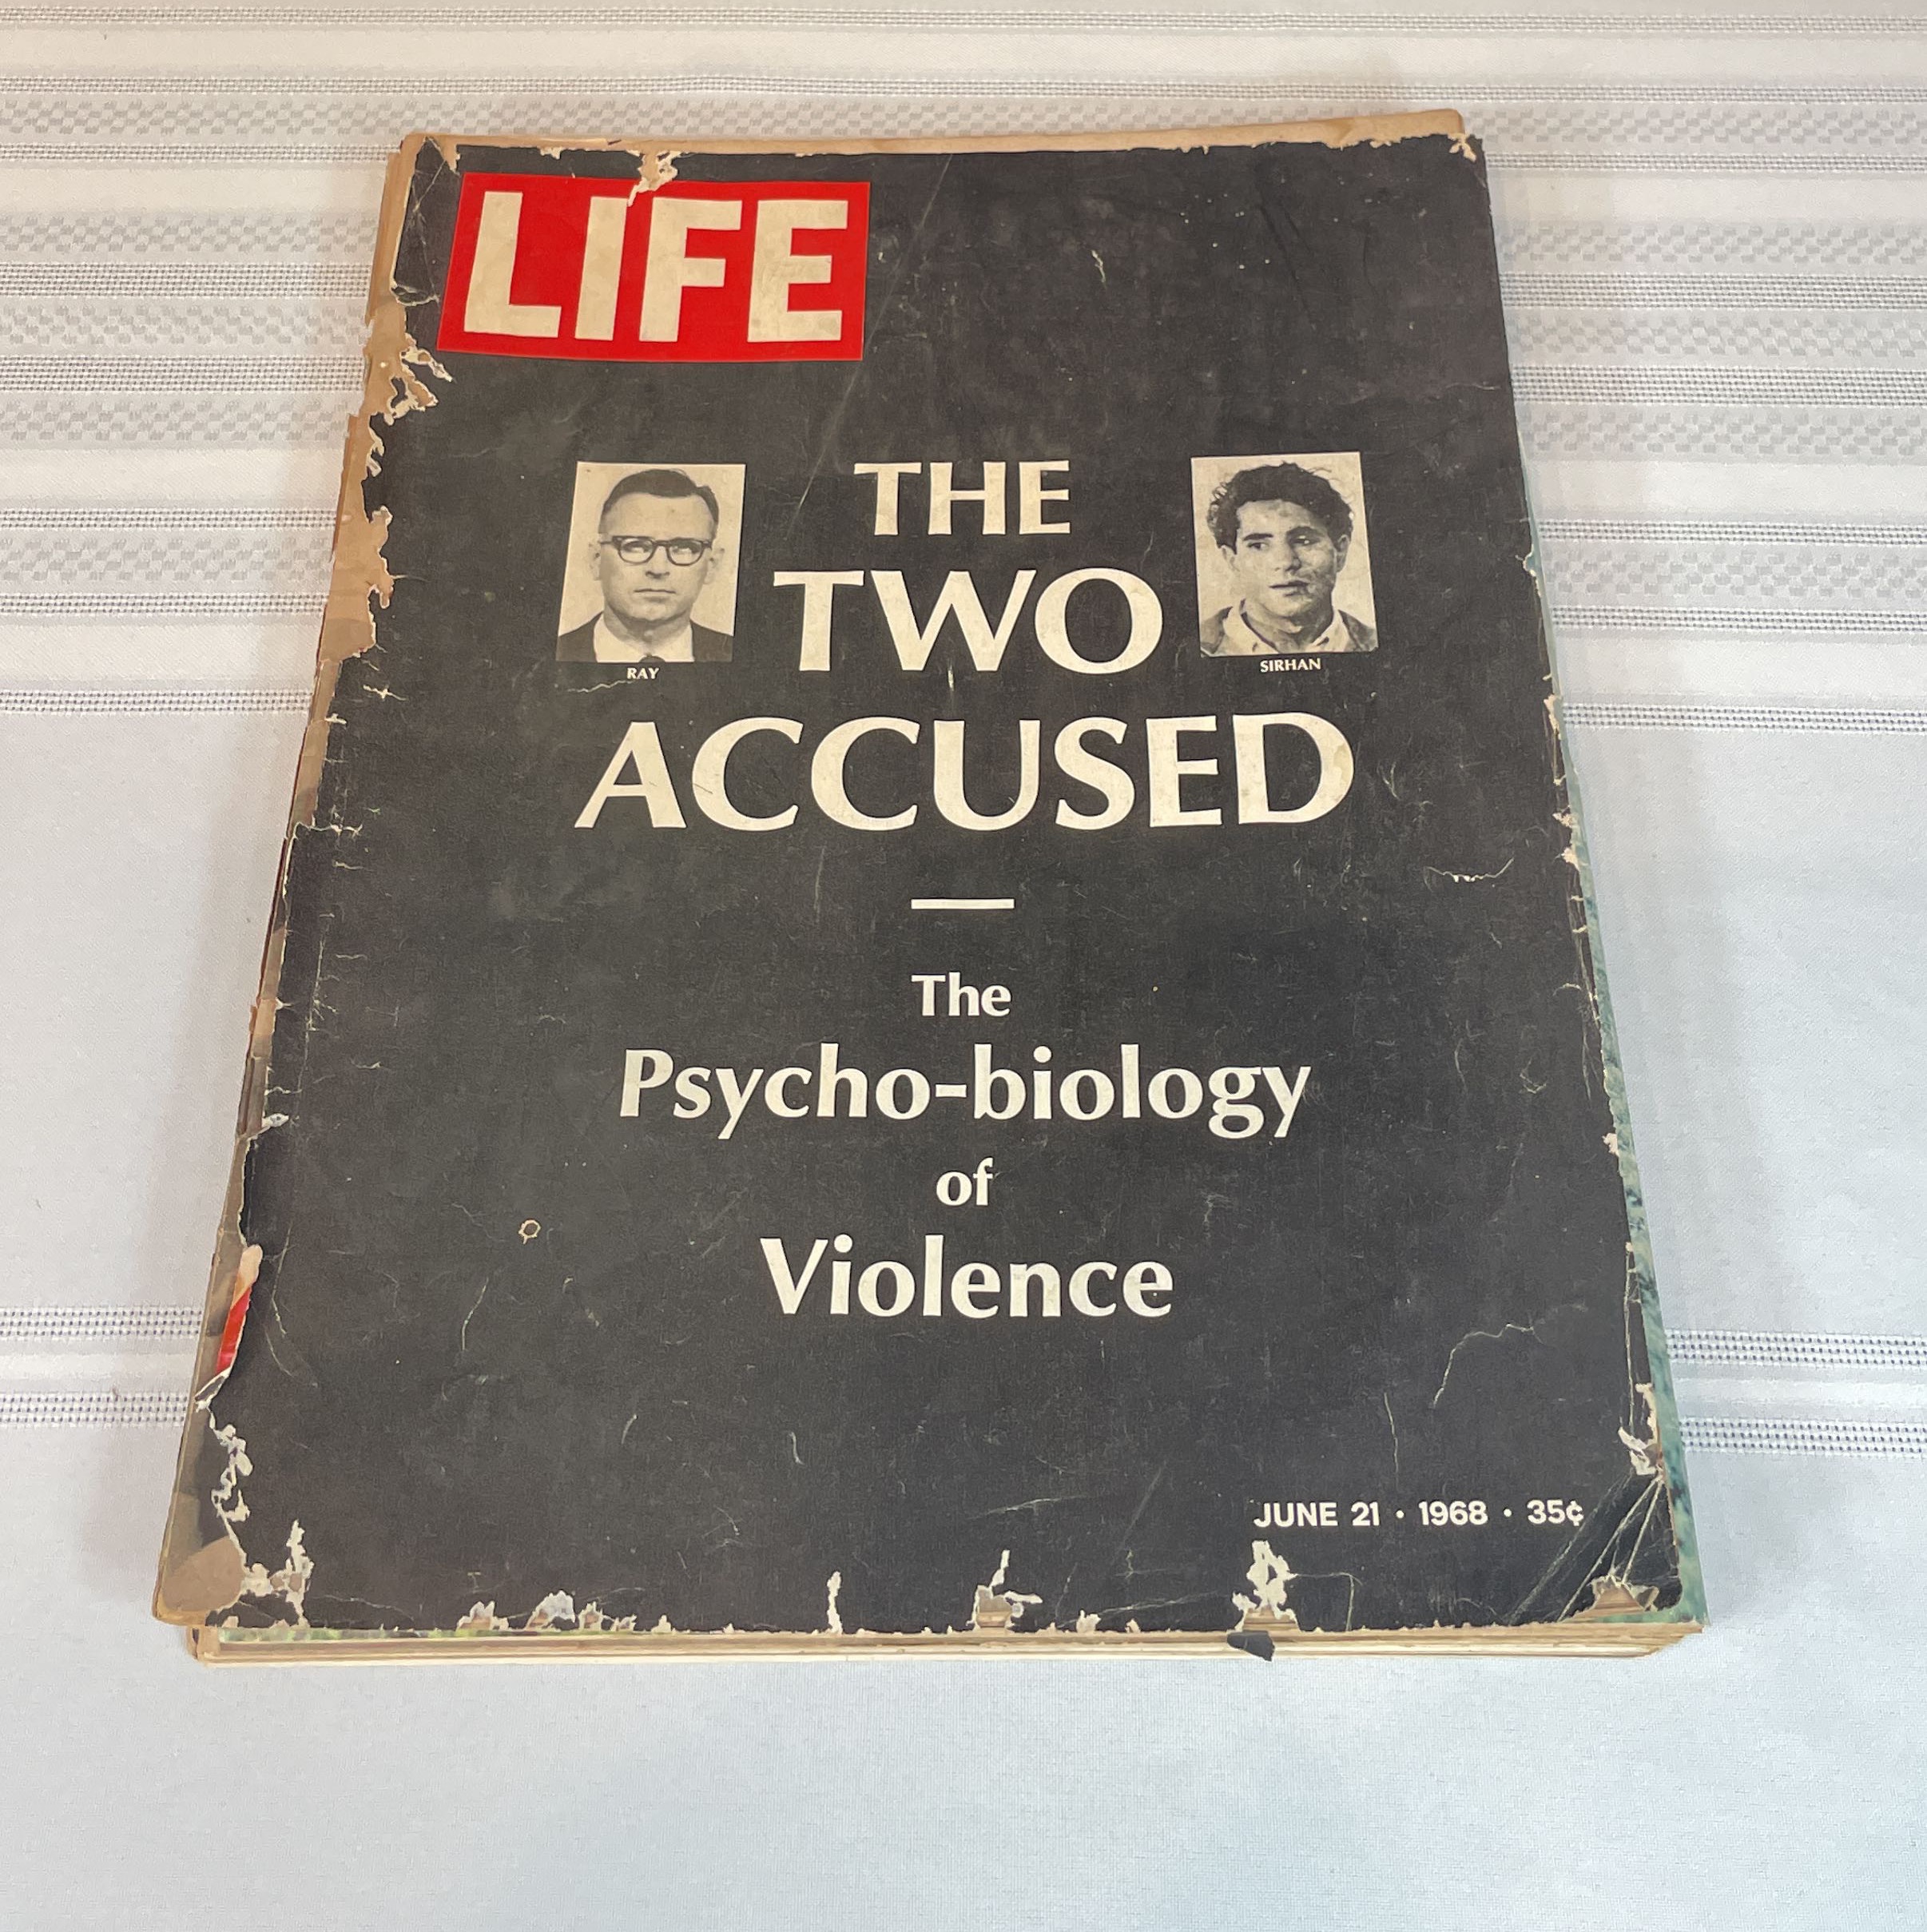 LIFE
THE
TWO
ACCUSED
RAY
SIRHAN
The
Psycho-biology
of
Violence
JUNE 21 • 1968 • 35¢